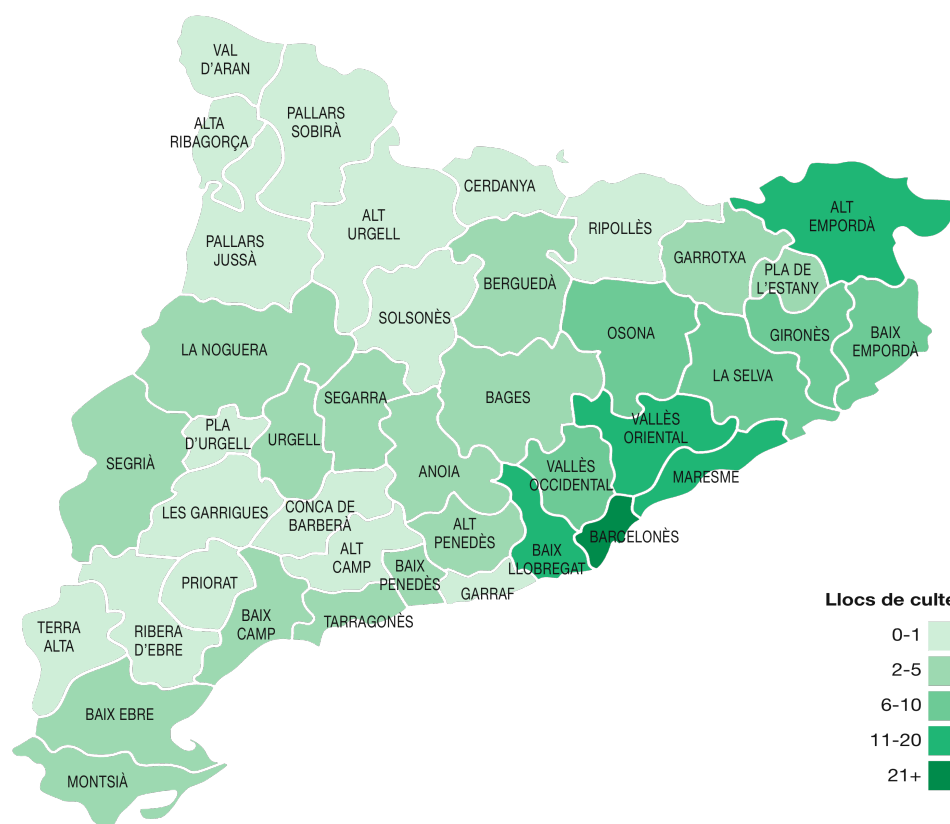 VAL
D'ARAN
PALLARS
SOBIRÀ
ALTA
RIBAGORÇA
CERDANYA
ALT
URGELL
RIPOLLÈS
ALT
EMPORDÀ
PALLARS
JUSSÀ
GARROTXA
PLA DE
L'ESTANY
BERGUEDÀ
SOLSONÈS
OSONA
GIRONÈS
BAIX
EMPORDÀ
LA NOGUERA
LA SELVA
SEGARRA
BAGES
PLA
D'URGELL
URGELL
VALLÈS
ORIENTAL
SEGRIÀ
ANOIA
VALLÈS
OCCIDENTAL
MARESME
LES GARRIGUES
CONCA DE
BARBERÀ
ALT
PENEDÈS
BARCELONÈS
ALT
CAMP
BAIX
LLOBREGAT
PRIORAT
BAIX
PENEDÈS
GARRAF
TERRA
ALTA
RIBERA
D'EBRE
BAIX
CAMP
TARRAGONÈS
BAIX EBRE
MONTSIÀ
Llocs de culte
0-1
2-5
6-10
11-20
21+